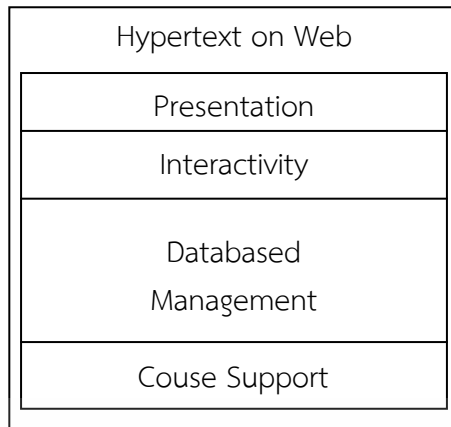 Hypertext on Web
Presentation
Interactivity
Databased
Management
Couse Support